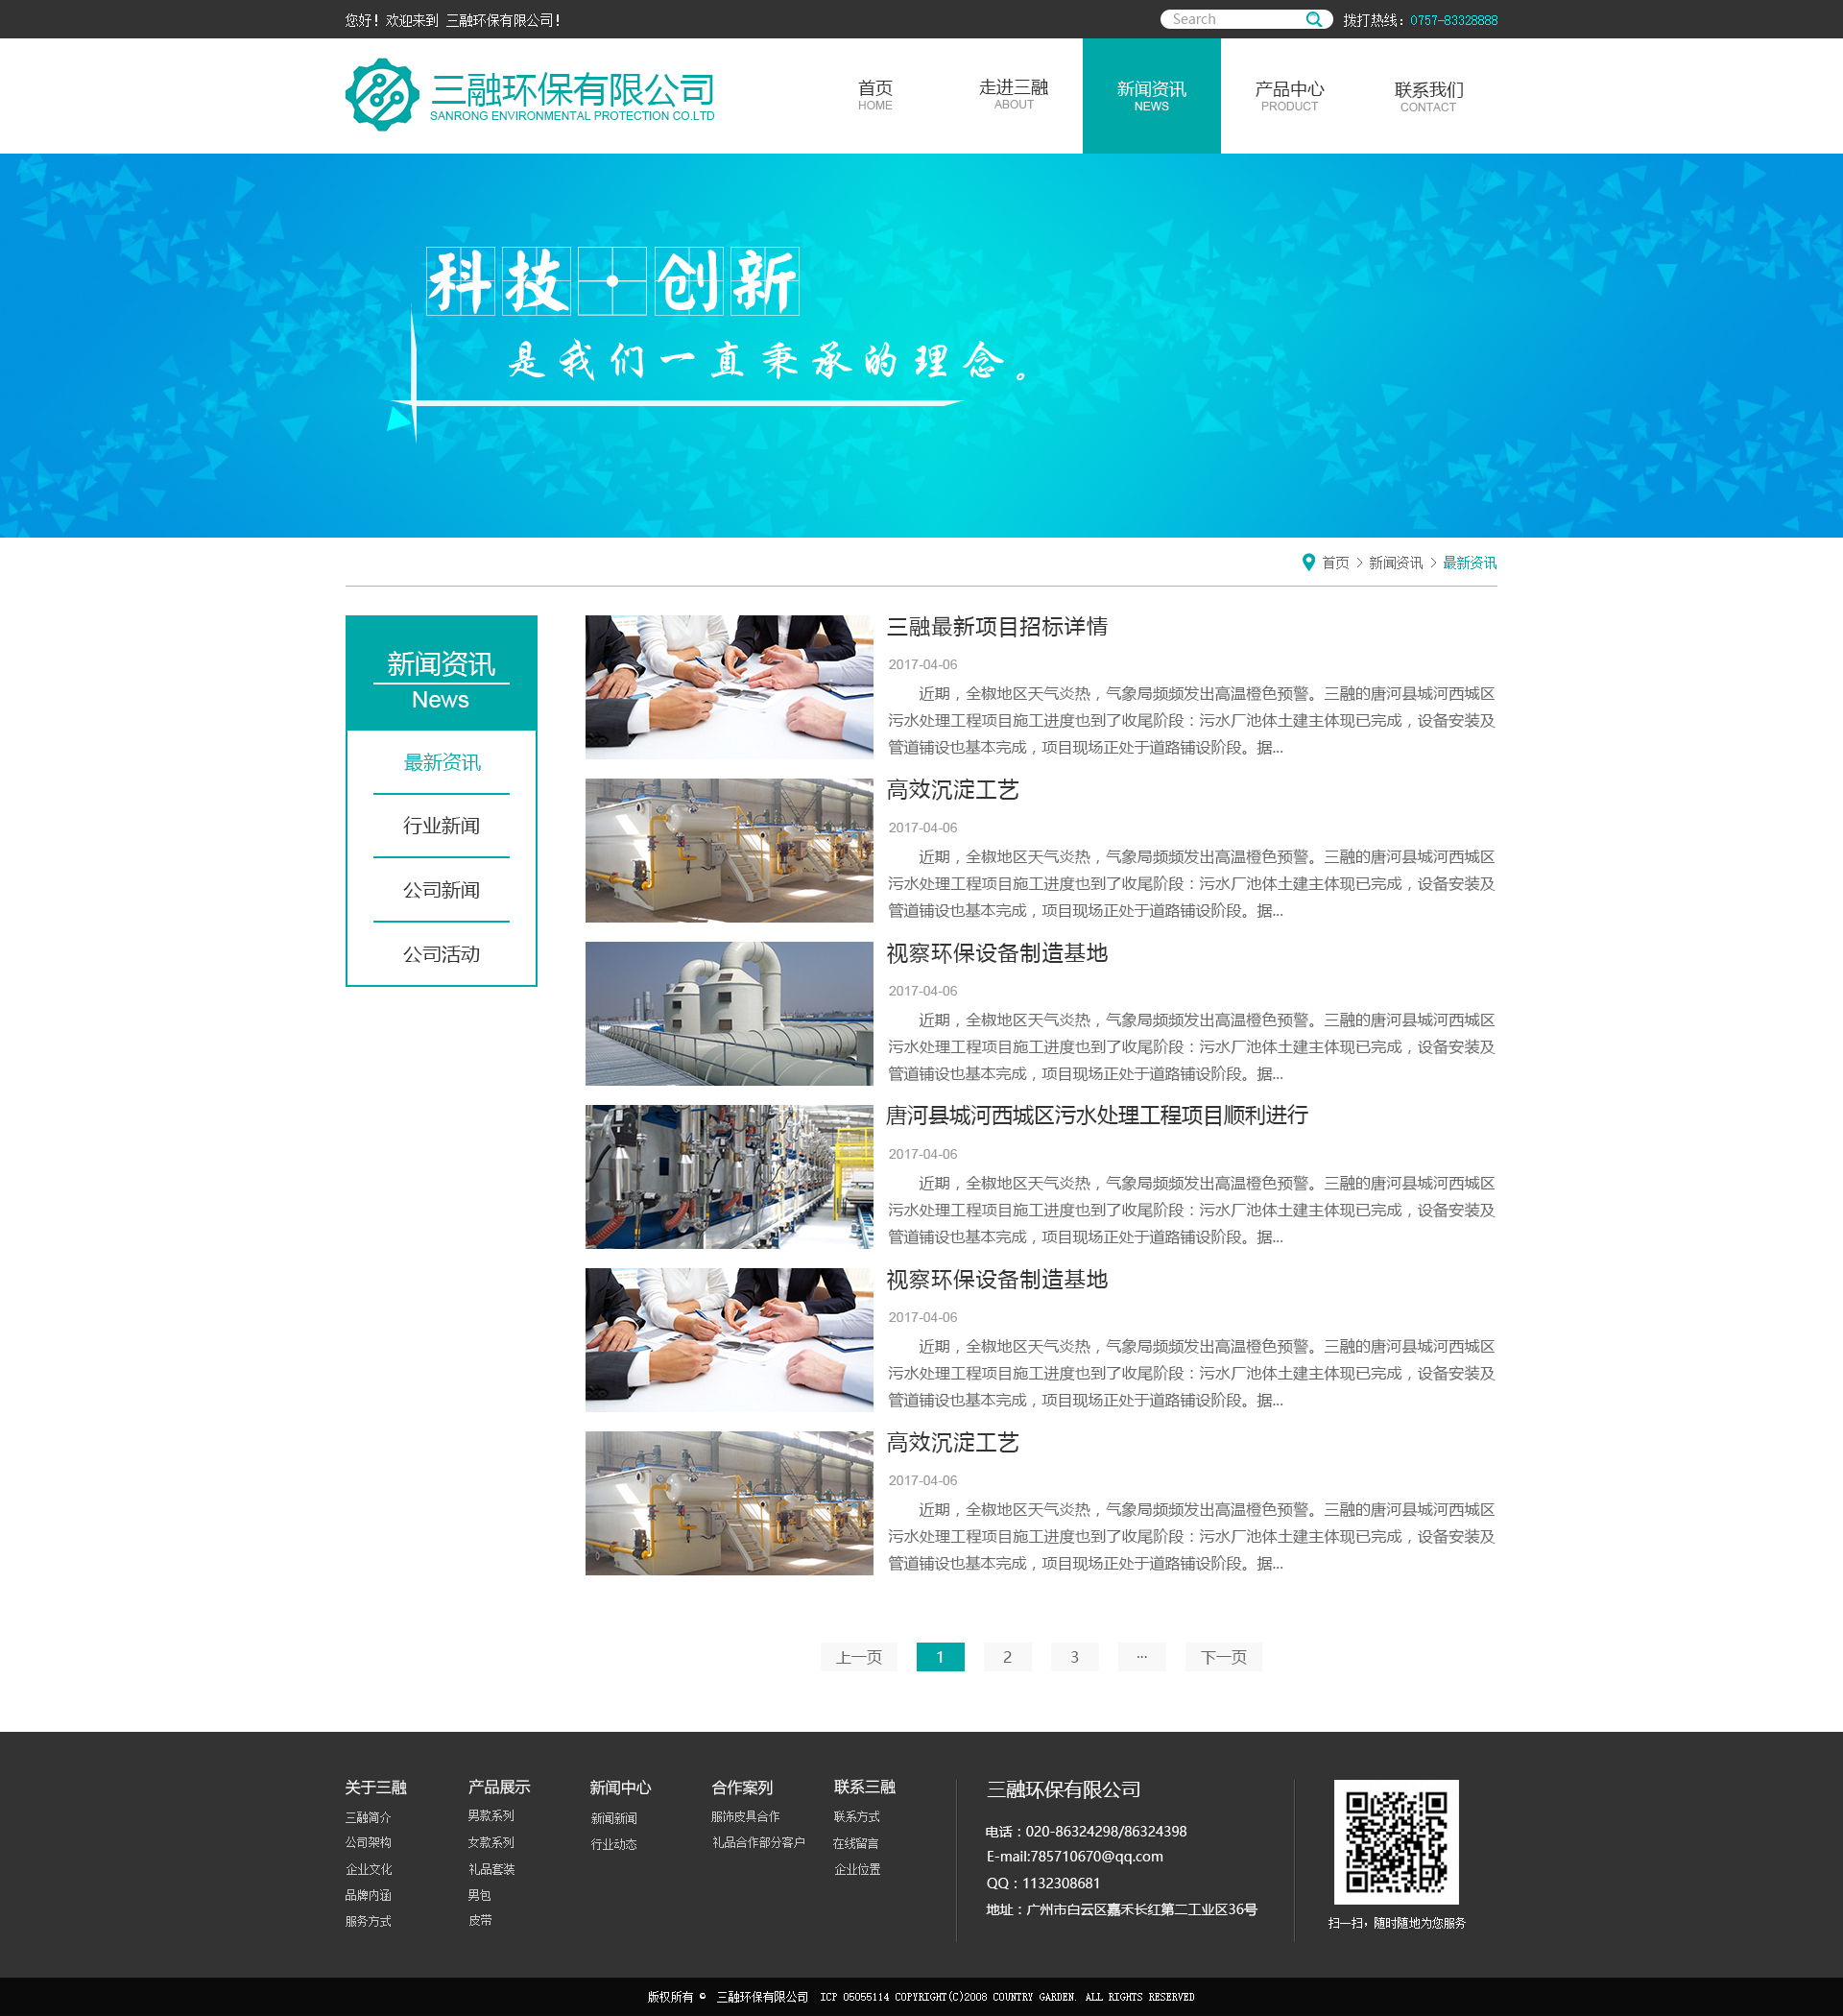 您好！欢迎来到 三融环保有限公司！
Search
拨打热线：0757-83328888
三融环保有限公司
SANRONG ENVIRONMENTAL PROTECTION CO.LTD
首页
HOME
走进三融
ABOUT
新闻资讯
NEWS
产品中心
PRODUCT
联系我们
CONTACT
科技·创新
是我们一直秉承的理念。
首页 > 新闻资讯 > 最新资讯
新闻资讯
News
最新资讯
行业新闻
公司新闻
公司活动
三融最新项目招标详情
2017-04-06
近期，全椒地区天气炎热，气象局频频发出高温橙色预警。三融的唐河县城河西城区
污水处理工程项目施工进度也到了收尾阶段：污水厂池体土建主体现已完成，设备安装及
管道铺设也基本完成，项目现场正处于道路铺设阶段。据...
高效沉淀工艺
2017-04-06
近期，全椒地区天气炎热，气象局频频发出高温橙色预警。三融的唐河县城河西城区
污水处理工程项目施工进度也到了收尾阶段：污水厂池体土建主体现已完成，设备安装及
管道铺设也基本完成，项目现场正处于道路铺设阶段。据...
视察环保设备制造基地
2017-04-06
近期，全椒地区天气炎热，气象局频频发出高温橙色预警。三融的唐河县城河西城区
污水处理工程项目施工进度也到了收尾阶段：污水厂池体土建主体现已完成，设备安装及
管道铺设也基本完成，项目现场正处于道路铺设阶段。据...
唐河县城河西城区污水处理工程项目顺利进行
2017-04-06
近期，全椒地区天气炎热，气象局频频发出高温橙色预警。三融的唐河县城河西城区
污水处理工程项目施工进度也到了收尾阶段：污水厂池体土建主体现已完成，设备安装及
管道铺设也基本完成，项目现场正处于道路铺设阶段。据...
视察环保设备制造基地
2017-04-06
近期，全椒地区天气炎热，气象局频频发出高温橙色预警。三融的唐河县城河西城区
污水处理工程项目施工进度也到了收尾阶段：污水厂池体土建主体现已完成，设备安装及
管道铺设也基本完成，项目现场正处于道路铺设阶段。据...
高效沉淀工艺
2017-04-06
近期，全椒地区天气炎热，气象局频频发出高温橙色预警。三融的唐河县城河西城区
污水处理工程项目施工进度也到了收尾阶段：污水厂池体土建主体现已完成，设备安装及
管道铺设也基本完成，项目现场正处于道路铺设阶段。据...
上一页 1 2 3 ... 下一页
关于三融
三融简介
公司架构
企业文化
品牌内涵
服务方式
产品展示
男款系列
女款系列
礼品套装
男包
皮带
新闻中心
新闻新闻
行业动态
合作案列
服饰皮具合作
礼品合作部分客户
联系三融
联系方式
在线留言
企业位置
三融环保有限公司
电话：020-86324298/86324398
E-mail:785710670@qq.com
QQ：1132308681
地址：广州市白云区嘉禾长红第二工业区36号
扫一扫，随时随地为您服务
版权所有 © 三融环保有限公司 ICP 05055114 COPYRIGHT(C)2008 COUNTRY GARDEN. ALL RIGHTS RESERVED